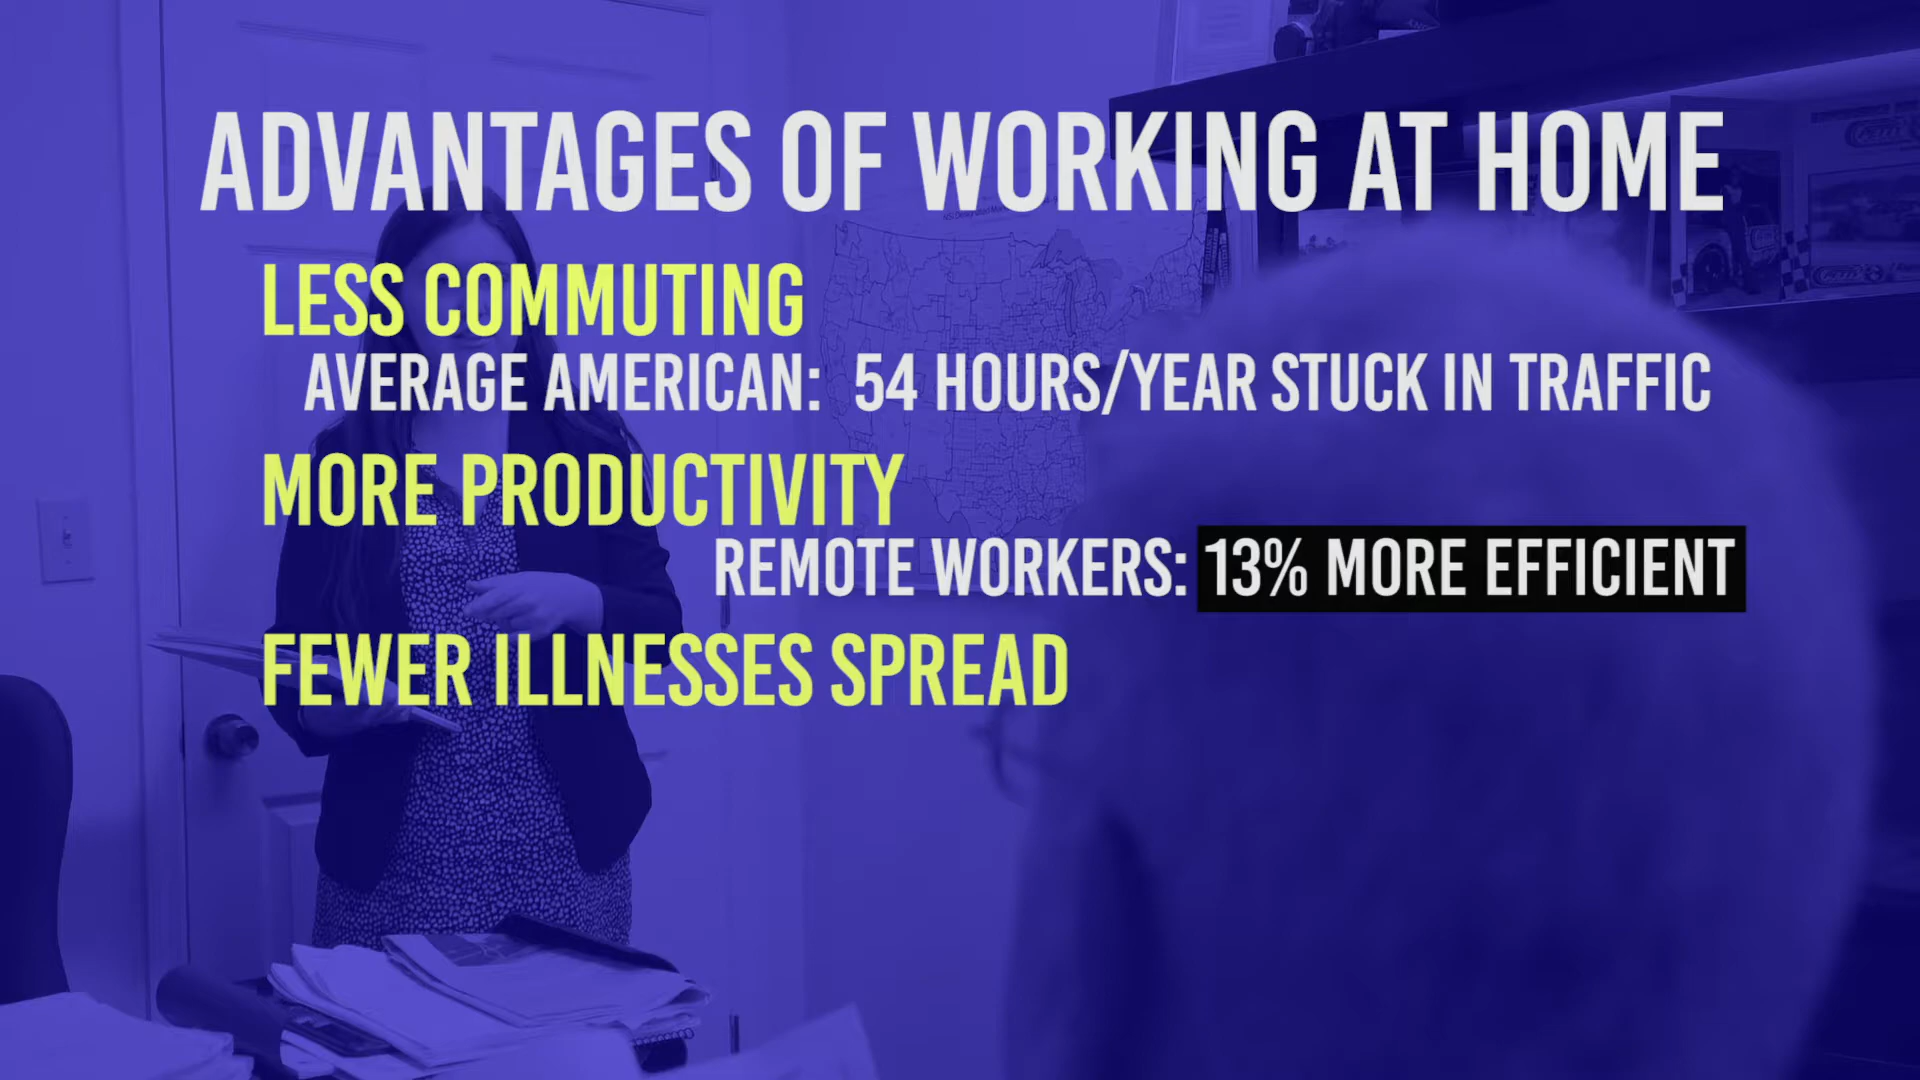 ADVANTAGES OF WORKING AT HOME
LESS COMMUTING
AVERAGE AMERICAN: 54 HOURS/YEAR STUCK IN TRAFFIC
MORE PRODUCTIVITY
REMOTE WORKERS: 13% MORE EFFICIENT
FEWER ILLNESSES SPREAD